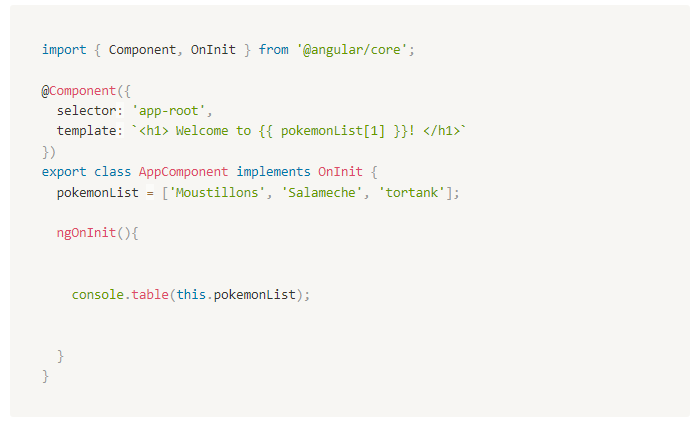 import { Component, OnInit } from '@angular/core';
@Component({
selector: 'app-root',
template: `<h1> Welcome to {{ pokemonList[1] }}! </h1>`
})
export class AppComponent implements OnInit {
pokemonList = ['Moustillons', 'Salameche', 'tortank'];
ngOnInit(){
console.table(this.pokemonList);
}
}